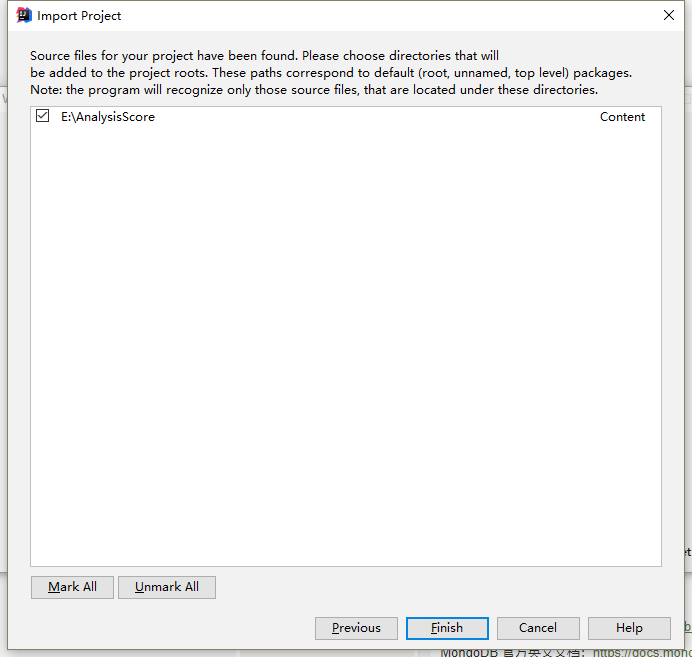 Import Project
Source files for your project have been found. Please choose directories that will
be added to the project roots. These paths correspond to default (root, unnamed, top level) packages.
Note: the program will recognize only those source files, that are located under these directories.
E:\AnalysisScore Content
Mark All Unmark All
Previous Finish Cancel Help
MongoDB 官方英文文档: https://docs.mong